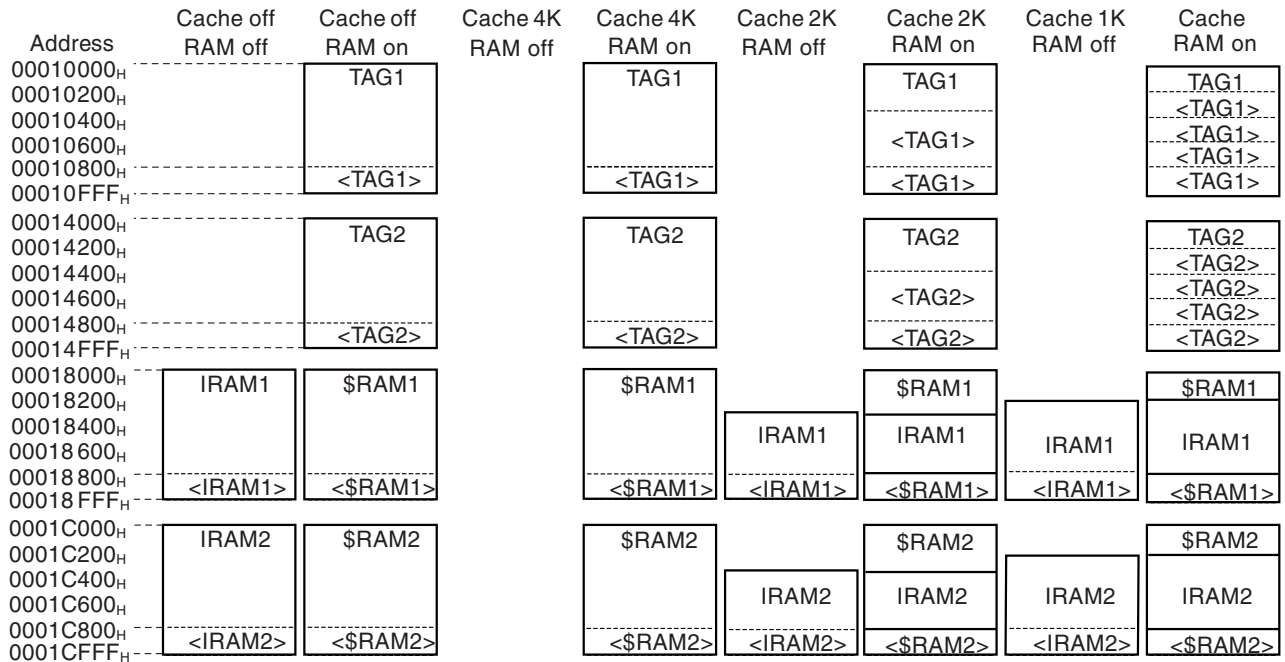 Cache off Cache off Cache 4K Cache 4K Cache 2K Cache 2K Cache 1K Cache
Address RAM off RAM on RAM off RAM on RAM off RAM on RAM off RAM on
00010000H TAG1 TAG1 TAG1 TAG1
00010200H <TAG1>
00010400H <TAG1> <TAG1>
00010600H <TAG1>
00010800H <TAG1> <TAG1> <TAG1> <TAG1>
00010FFFH
00014000H TAG2 TAG2 TAG2 TAG2
00014200H <TAG2>
00014400H <TAG2> <TAG2>
00014600H <TAG2>
00014800H <TAG2> <TAG2> <TAG2> <TAG2>
00014FFFH
00018000H IRAM1 $RAM1 $RAM1 $RAM1 $RAM1
00018200H
00018400H IRAM1 IRAM1 IRAM1 IRAM1
00018600H
00018800H <IRAM1> <$RAM1> <$RAM1> <IRAM1> <$RAM1> <IRAM1> <$RAM1>
00018FFFH
0001C000H IRAM2 $RAM2 $RAM2 $RAM2 $RAM2
0001C200H
0001C400H
0001C600H IRAM2 IRAM2 IRAM2 IRAM2
0001C800H <IRAM2> <$RAM2> <$RAM2> <IRAM2> <$RAM2> <IRAM2> <$RAM2>
0001CFFFH